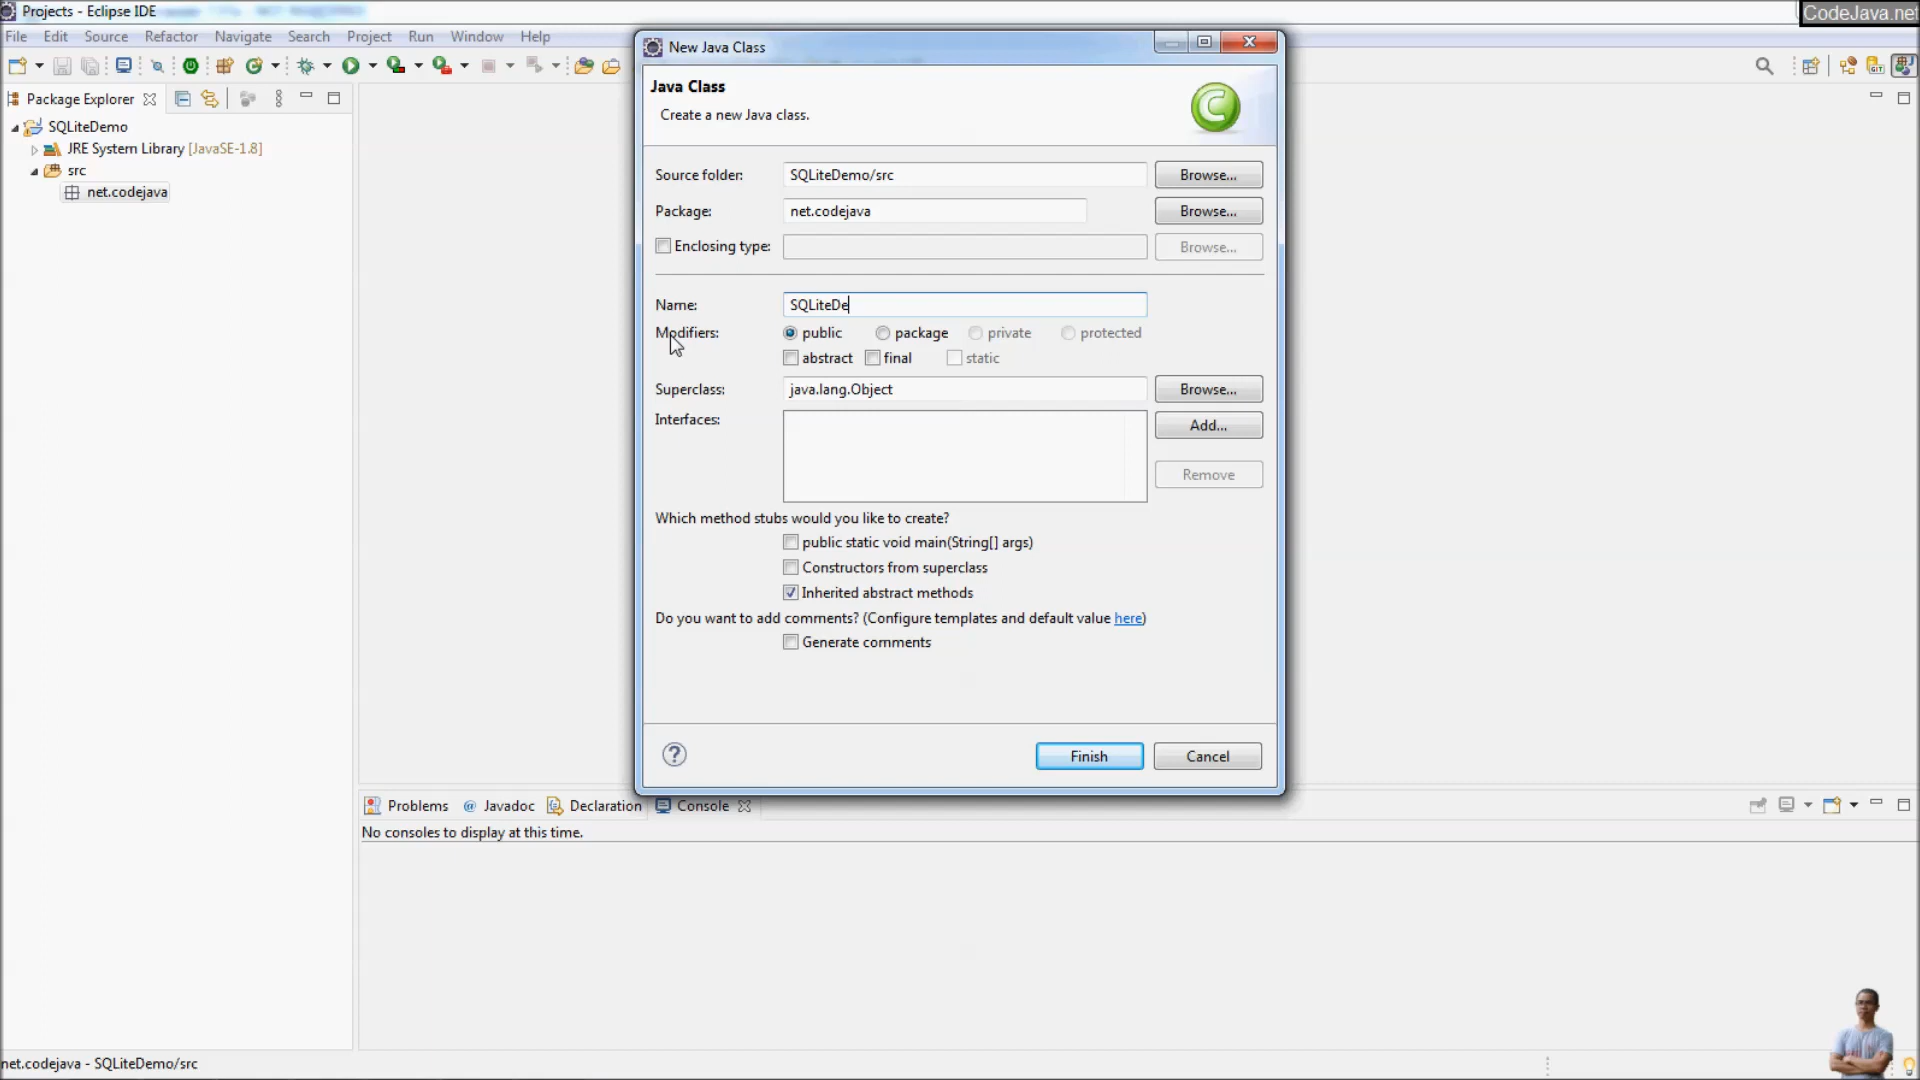 Projects - Eclipse IDE
CodeJava.net
File Edit Source Refactor Navigate Search Project Run Window Help
Package Explorer
SQLiteDemo
JRE System Library [JavaSE-1.8]
src
net.codejava
New Java Class
Java Class
Create a new Java class.
Source folder: SQLiteDemo/src Browse...
Package: net.codejava Browse...
Enclosing type: Browse...
Name: SQLiteDe
Modifiers: public package private protected
abstract final static
Superclass: java.lang.Object Browse...
Interfaces: Add...
Remove
Which method stubs would you like to create?
public static void main(String[] args)
Constructors from superclass
Inherited abstract methods
Do you want to add comments? (Configure templates and default value here)
Generate comments
Finish Cancel
Problems Javadoc Declaration Console
No consoles to display at this time.
net.codejava - SQLiteDemo/src